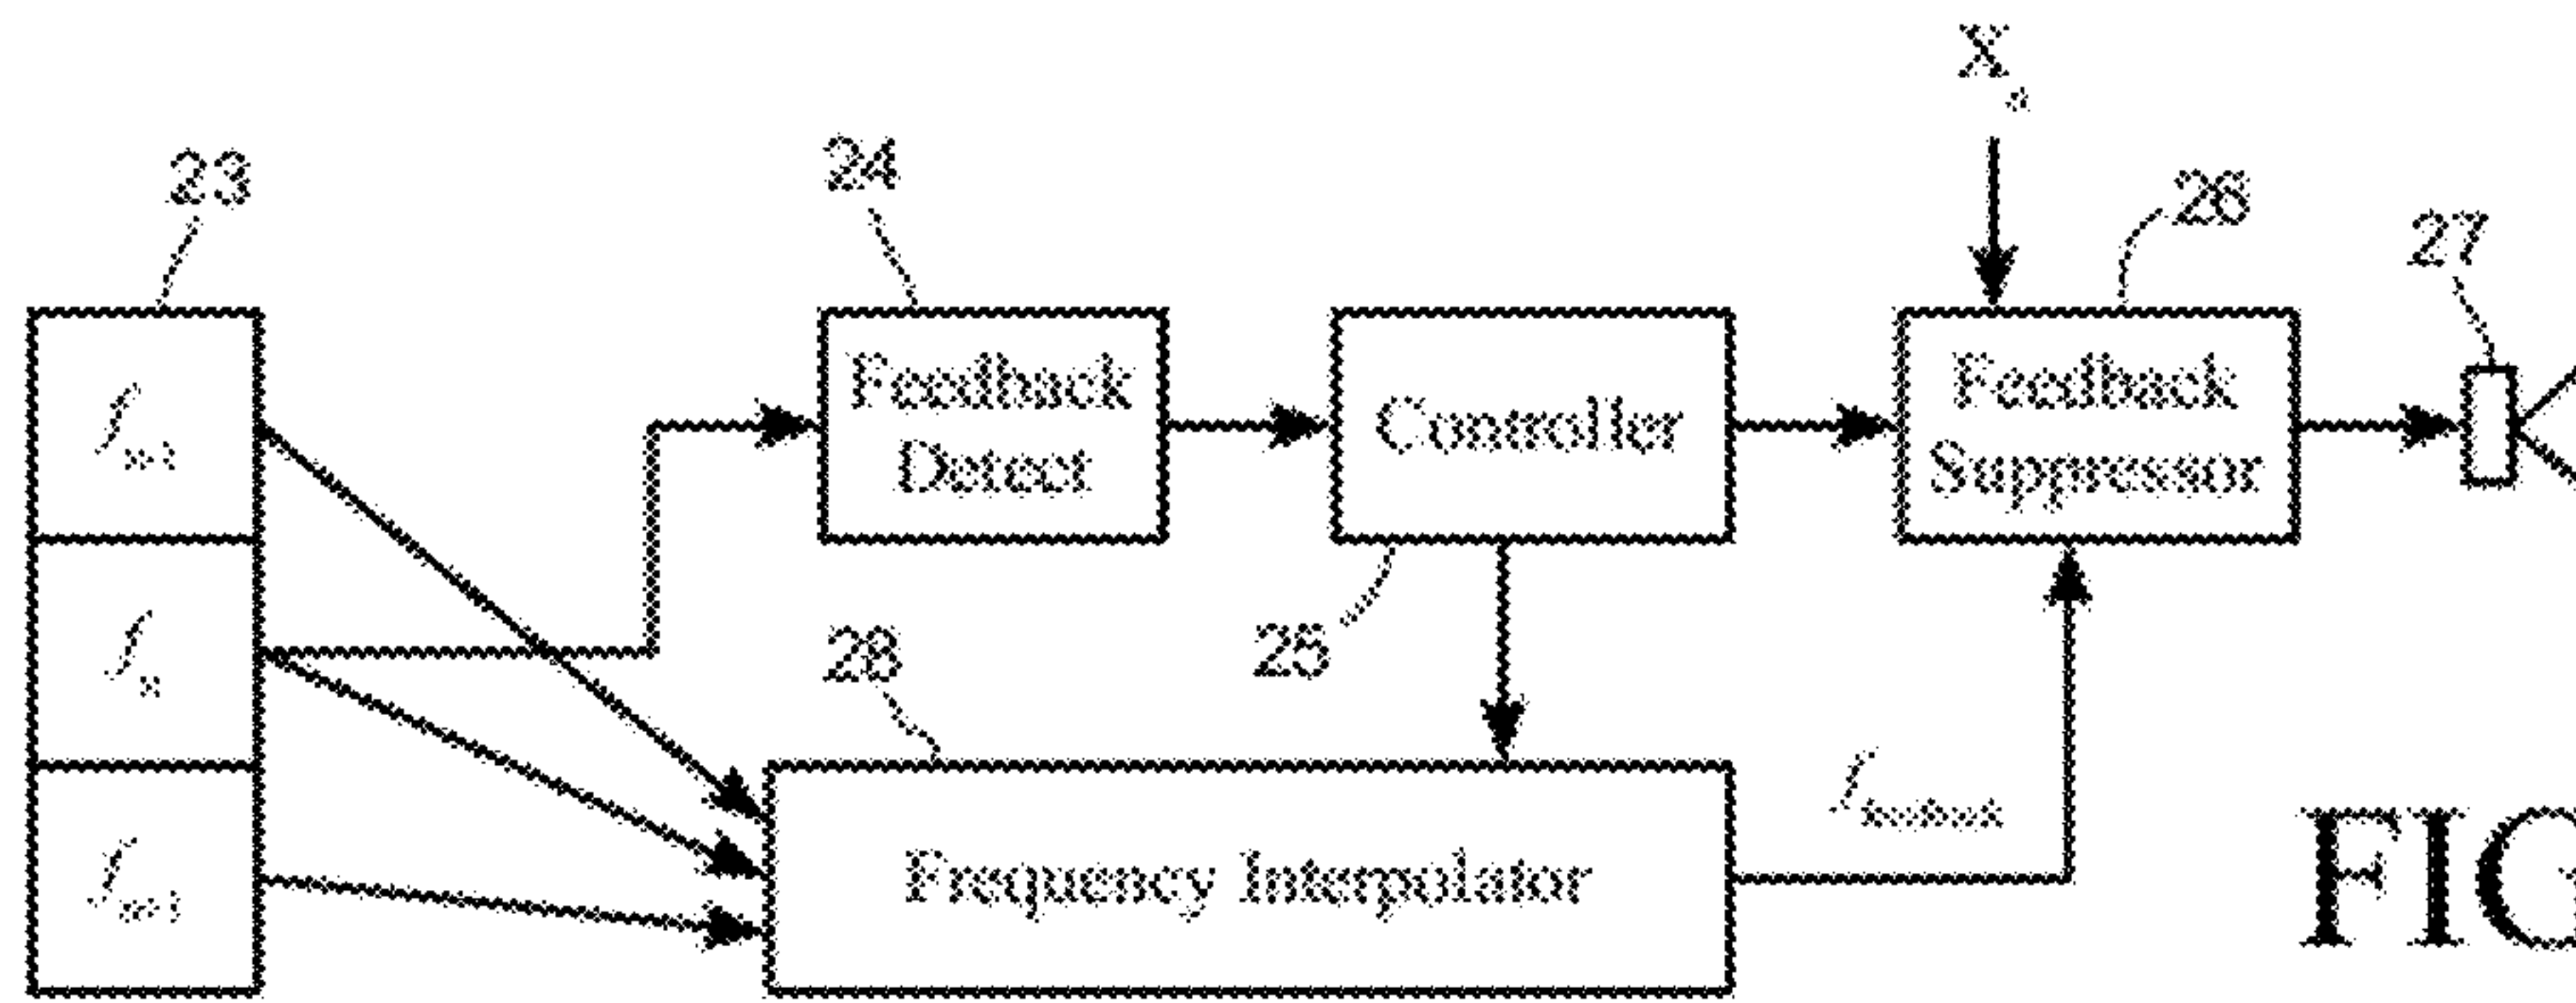 X
23
24
26
27
f
Feedback
Detect
Controller
Feedback
Suppressor
f
28
25
f
Frequency Interpolator
f
FIG